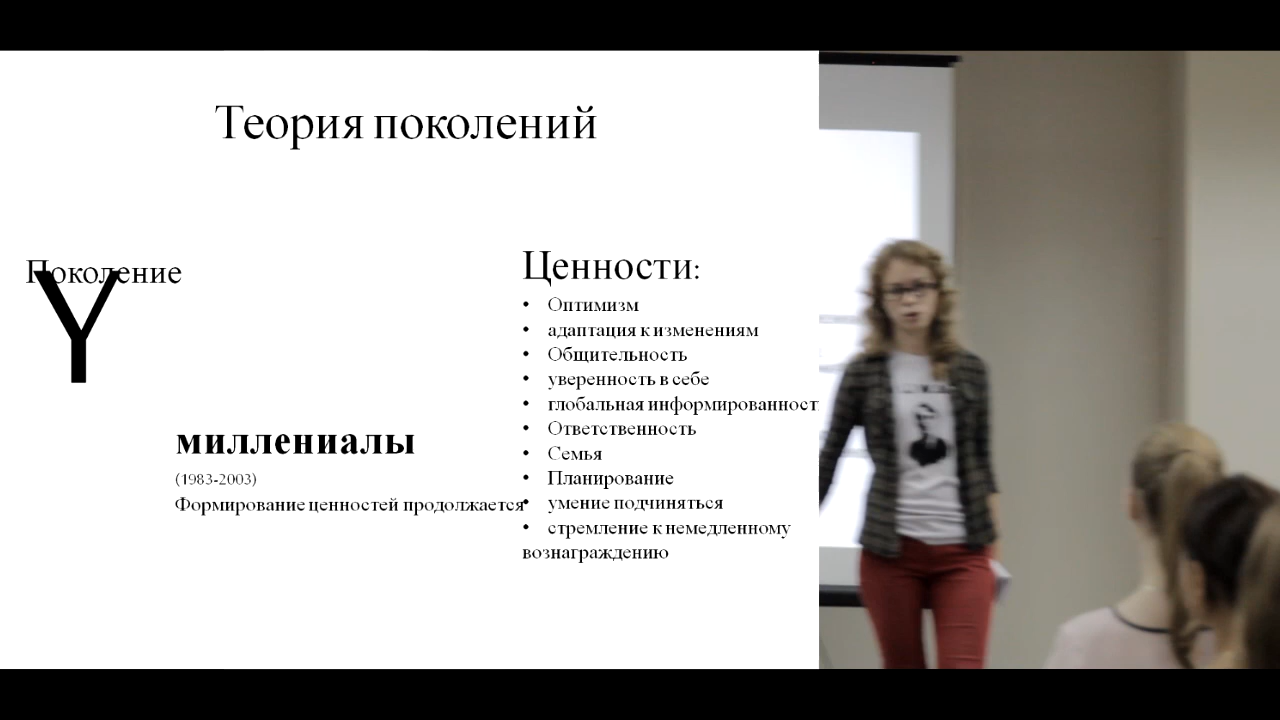 Теория поколений
Поколение
Y
миллениалы
(1983-2003)
Формирование ценностей продолжается
Ценности:
• Оптимизм
• адаптация к изменениям
• Общительность
• уверенность в себе
• глобальная информированност
• Ответственность
• Семья
• Планирование
• умение подчиняться
• стремление к немедленному
вознаграждению